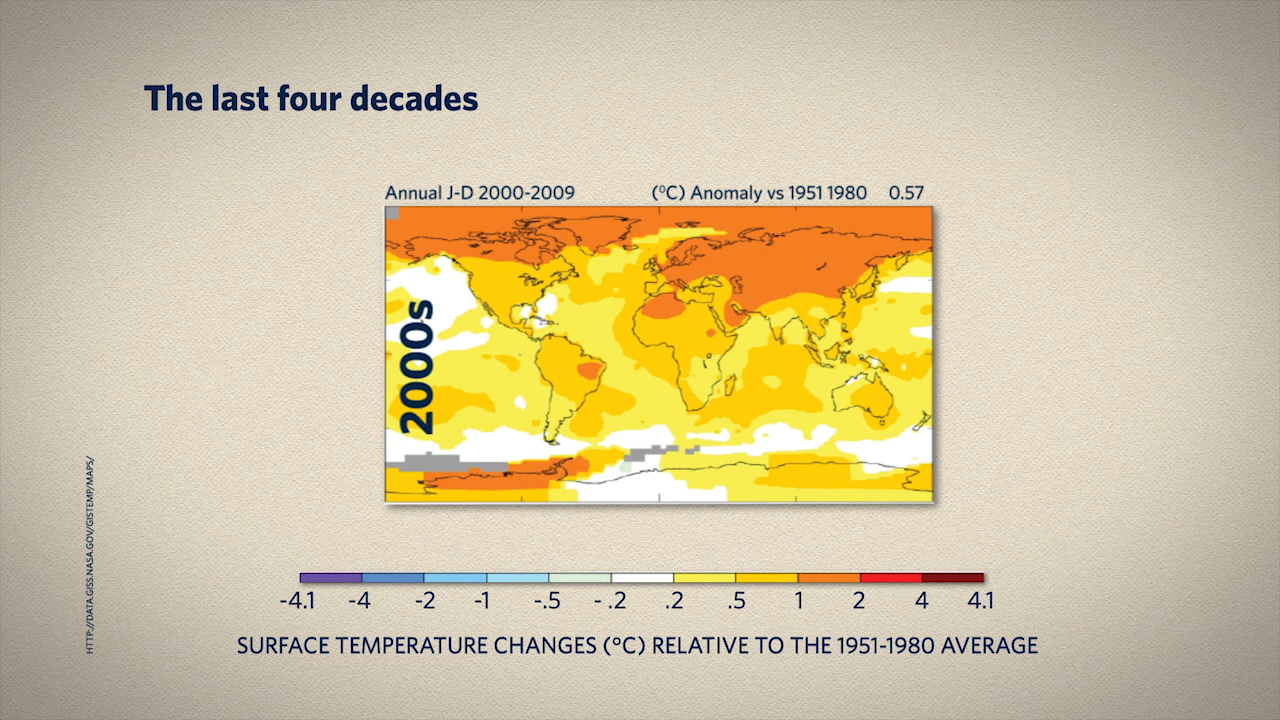 The last four decades
Annual J-D 2000-2009 (⁰C) Anomaly vs 1951 1980 0.57
2000s
HTTP://DATA.GISS.NASA.GOV/GISTEMP/MAPS/
-4.1 -4 -2 -1 -.5 -.2 .2 .5 1 2 4 4.1
SURFACE TEMPERATURE CHANGES (°C) RELATIVE TO THE 1951-1980 AVERAGE